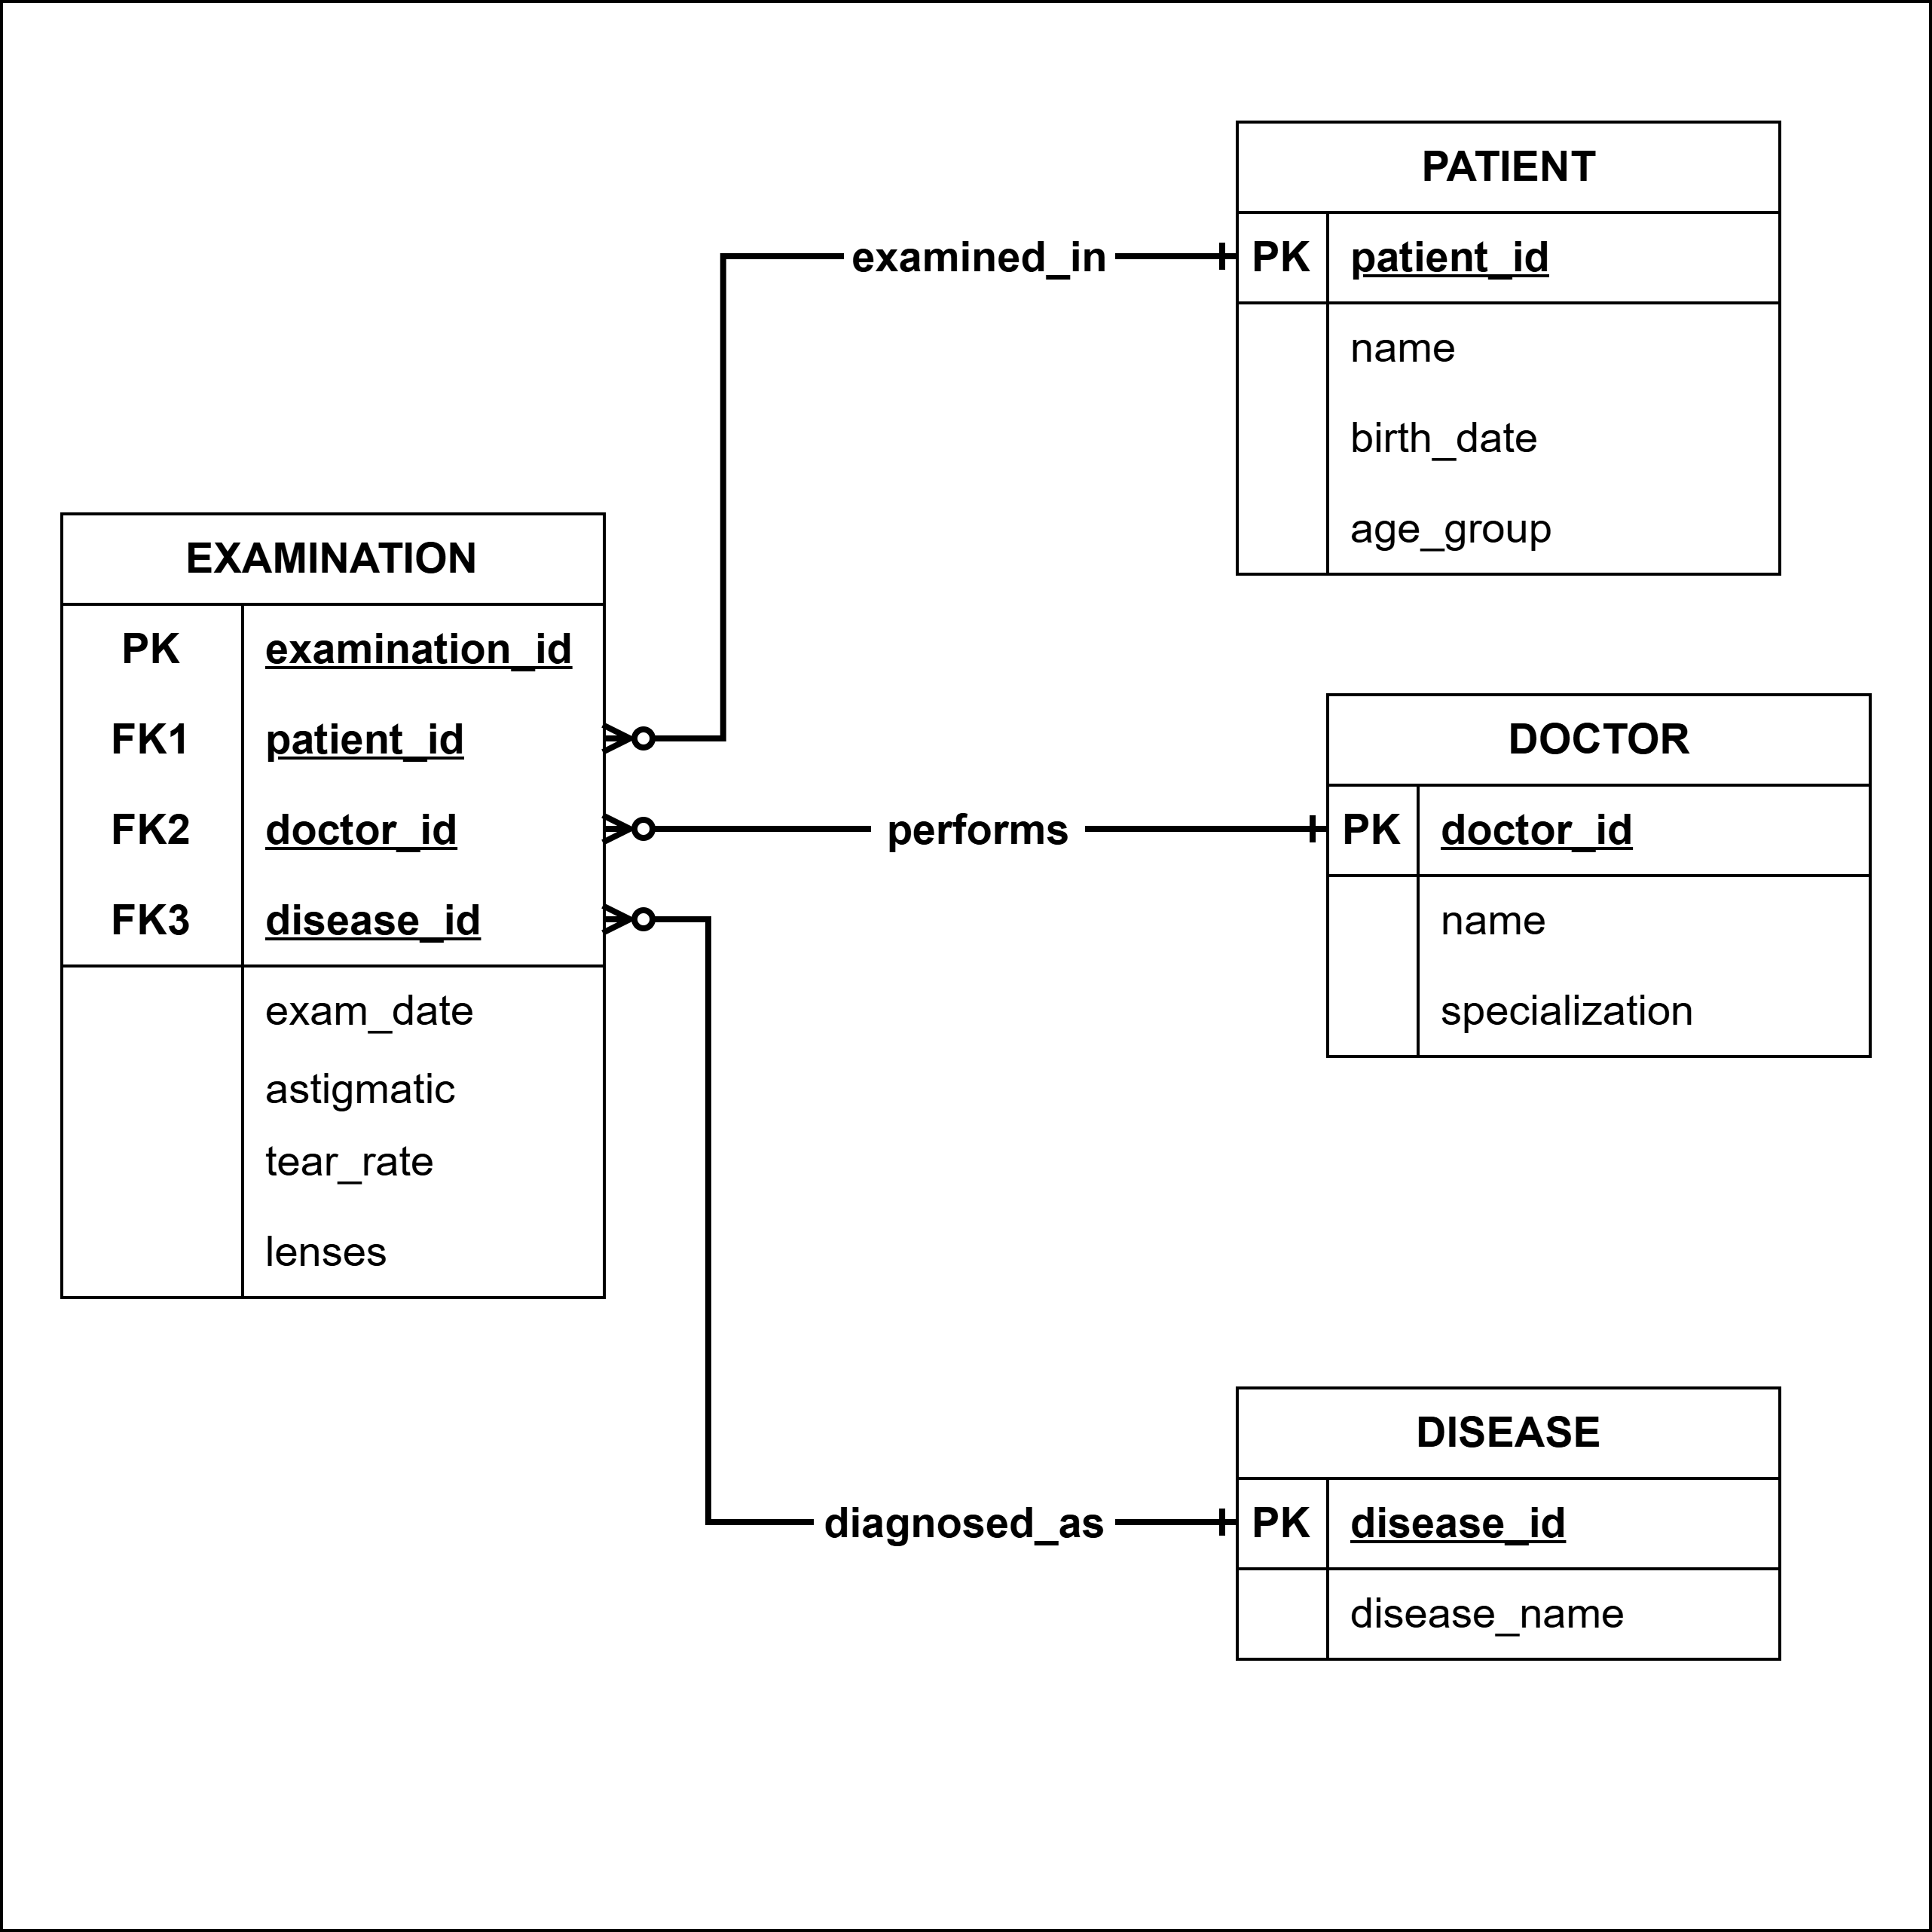 PATIENT
PK patient_id
name
birth_date
age_group
examined_in
EXAMINATION
PK examination_id
FK1 patient_id
FK2 doctor_id
FK3 disease_id
exam_date
astigmatic
tear_rate
lenses
performs
DOCTOR
PK doctor_id
name
specialization
diagnosed_as
DISEASE
PK disease_id
disease_name